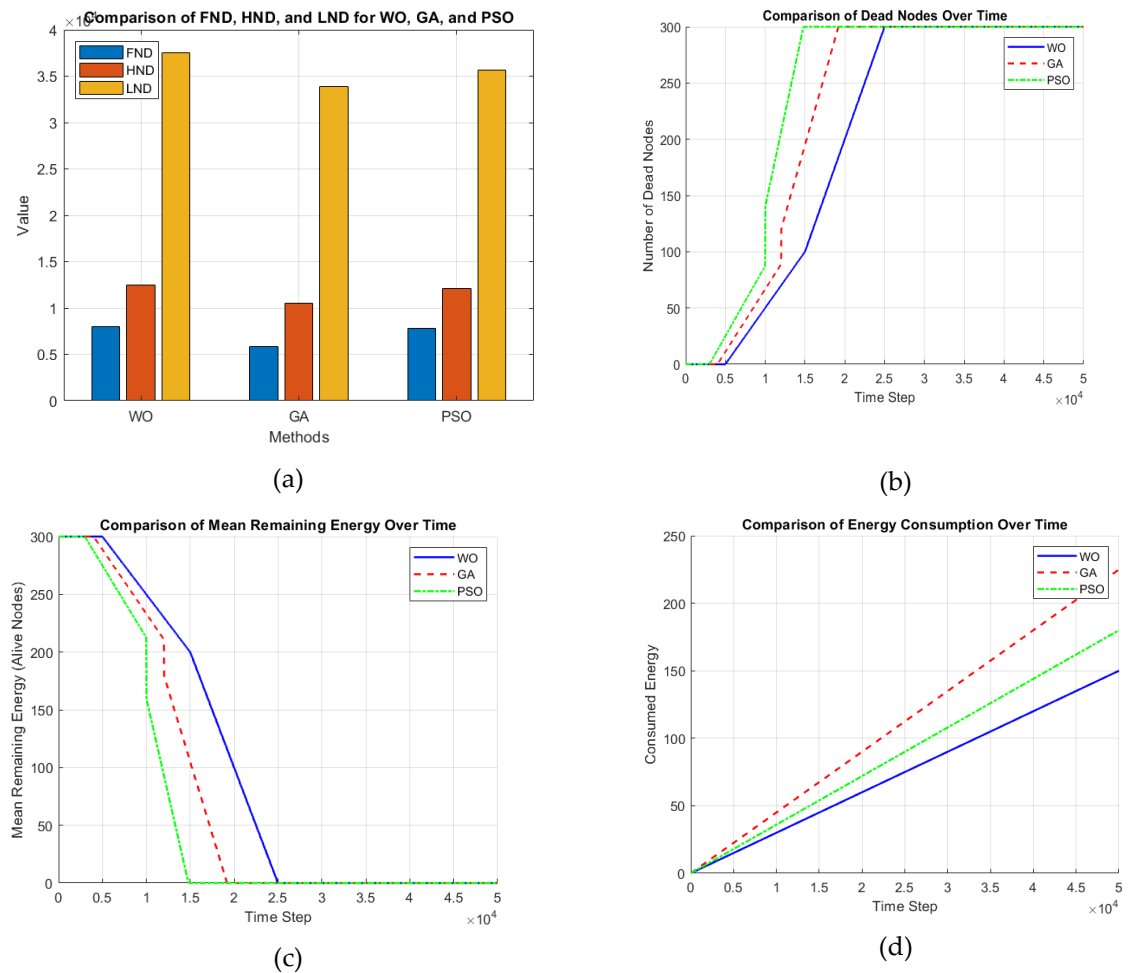 Comparison of FND, HND, and LND for WO, GA, and PSO
FND
HND
LND
4
3.5
3
2.5
2
1.5
1
0.5
0
Value
WO GA PSO
Methods
(a)
Comparison of Dead Nodes Over Time
WO
GA
PSO
300
250
200
150
100
50
0
Number of Dead Nodes
0 0.5 1 1.5 2 2.5 3 3.5 4 4.5 5
Time Step
×10⁴
(b)
Comparison of Mean Remaining Energy Over Time
WO
GA
PSO
300
250
200
150
100
50
0
Mean Remaining Energy (Alive Nodes)
0 0.5 1 1.5 2 2.5 3 3.5 4 4.5 5
Time Step
×10⁴
(c)
Comparison of Energy Consumption Over Time
WO
GA
PSO
250
200
150
100
50
0
Consumed Energy
0 0.5 1 1.5 2 2.5 3 3.5 4 4.5 5
Time Step
×10⁴
(d)